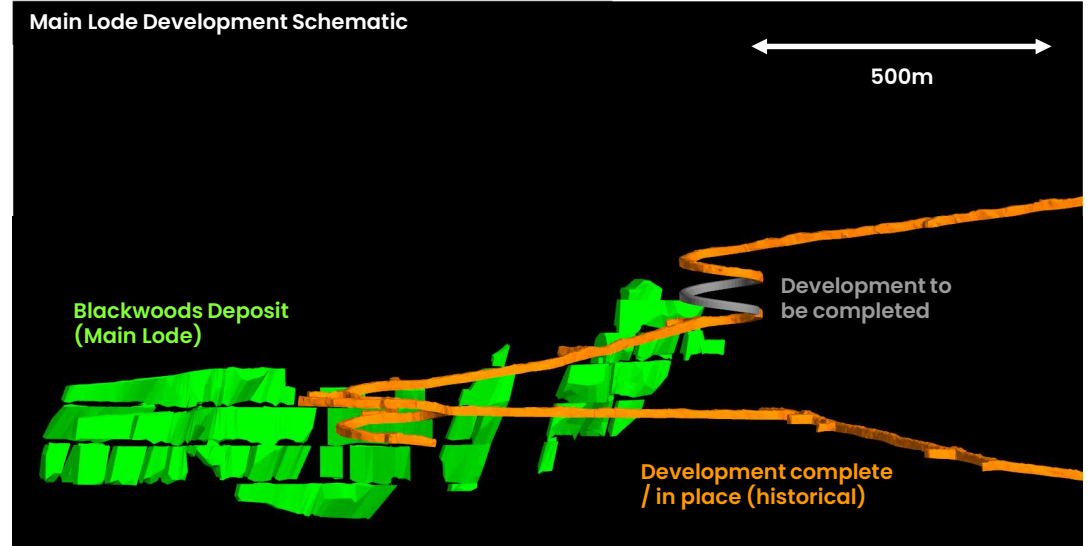 Main Lode Development Schematic
500m
Development to
be completed
Blackwoods Deposit
(Main Lode)
Development complete
/ in place (historical)